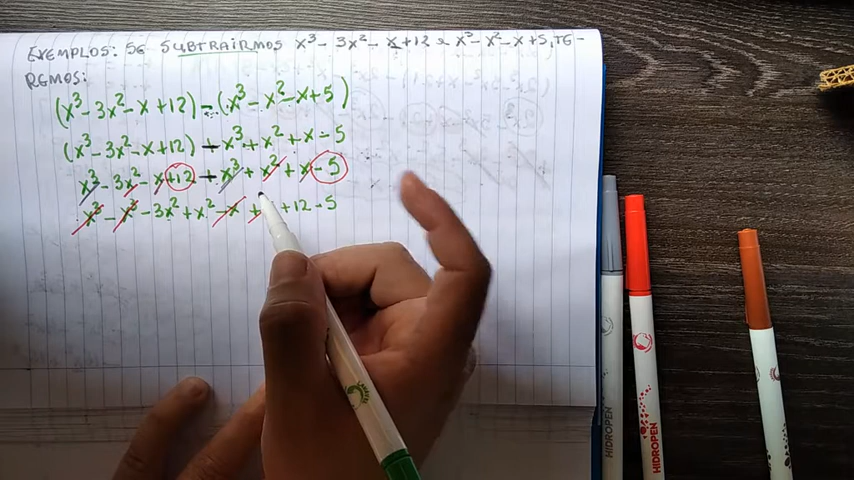 EXEMPLOS: SE SUBTRAIRMOS x³ - 3x² - x + 12 e x³ - x² - x + 5, TE-
REMOS:
(x³ - 3x² - x + 12) - (x³ - x² - x + 5)
(x³ - 3x² - x + 12) - x³ + x² + x - 5
x³ - 3x² - x + 12 - x³ + x² + x - 5
x³ - x³ - 3x² + x² - x + 12 - 5
HIDROPEN
HIDROPEN